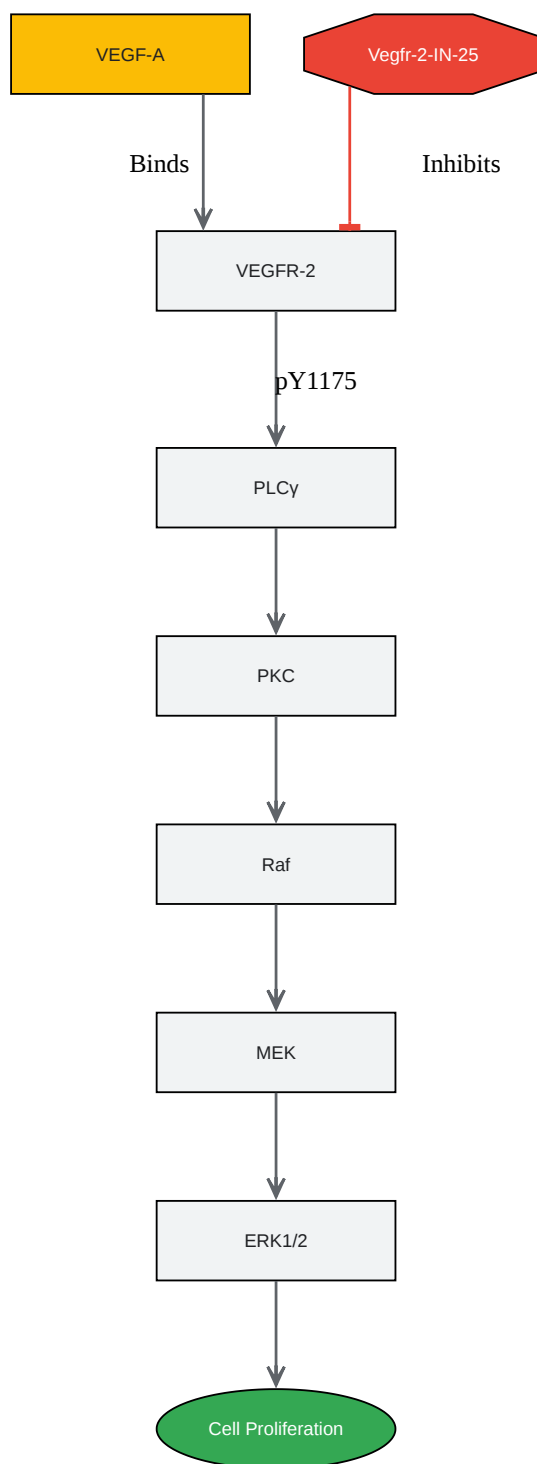 VEGF-A
Vegfr-2-IN-25
Binds
Inhibits
VEGFR-2
pY1175
PLCγ
PKC
Raf
MEK
ERK1/2
Cell Proliferation